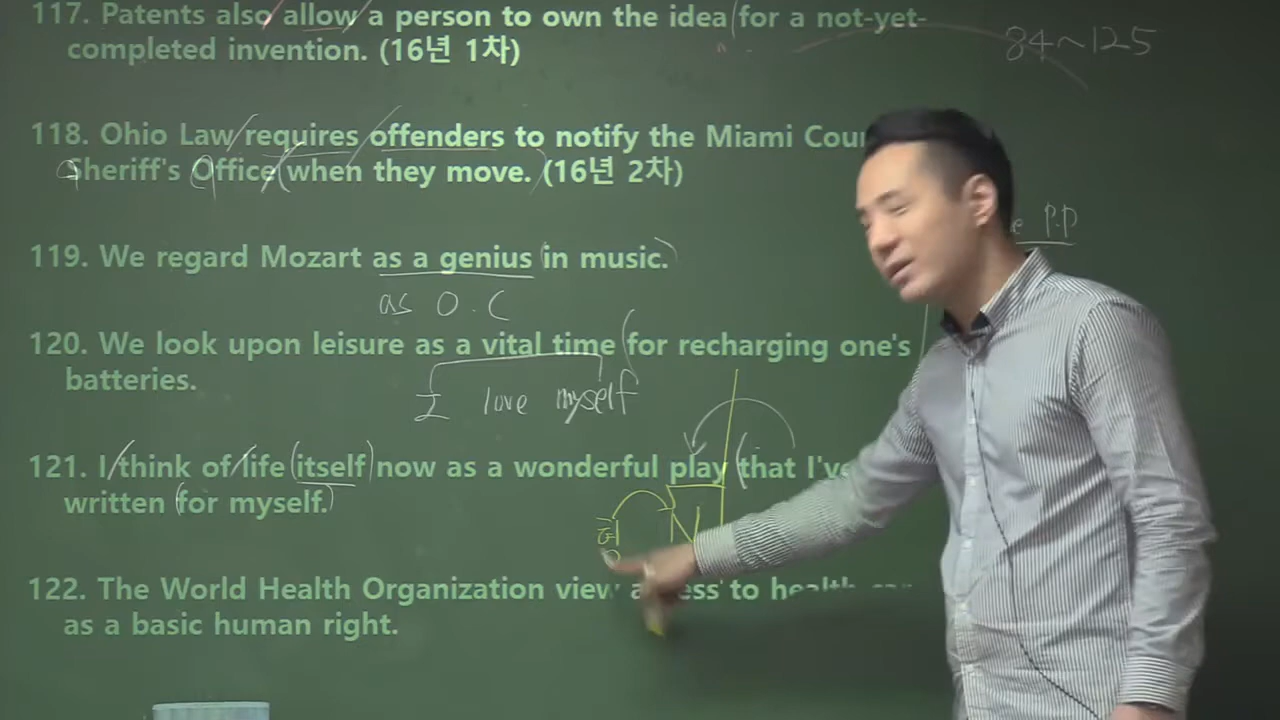 117. Patents also allow a person to own the idea for a not-yet-
completed invention. (16년 1차)
84~125
118. Ohio Law requires offenders to notify the Miami
Sheriff's Office when they move. (16년 2차)
P.P
119. We regard Mozart as a genius in music.
as O.C
120. We look upon leisure as a vital time for recharging one's
batteries.
I love myself
121. I think of life itself now as a wonderful play that I've
written for myself.
형 N
122. The World Health Organization view to health
as a basic human right.